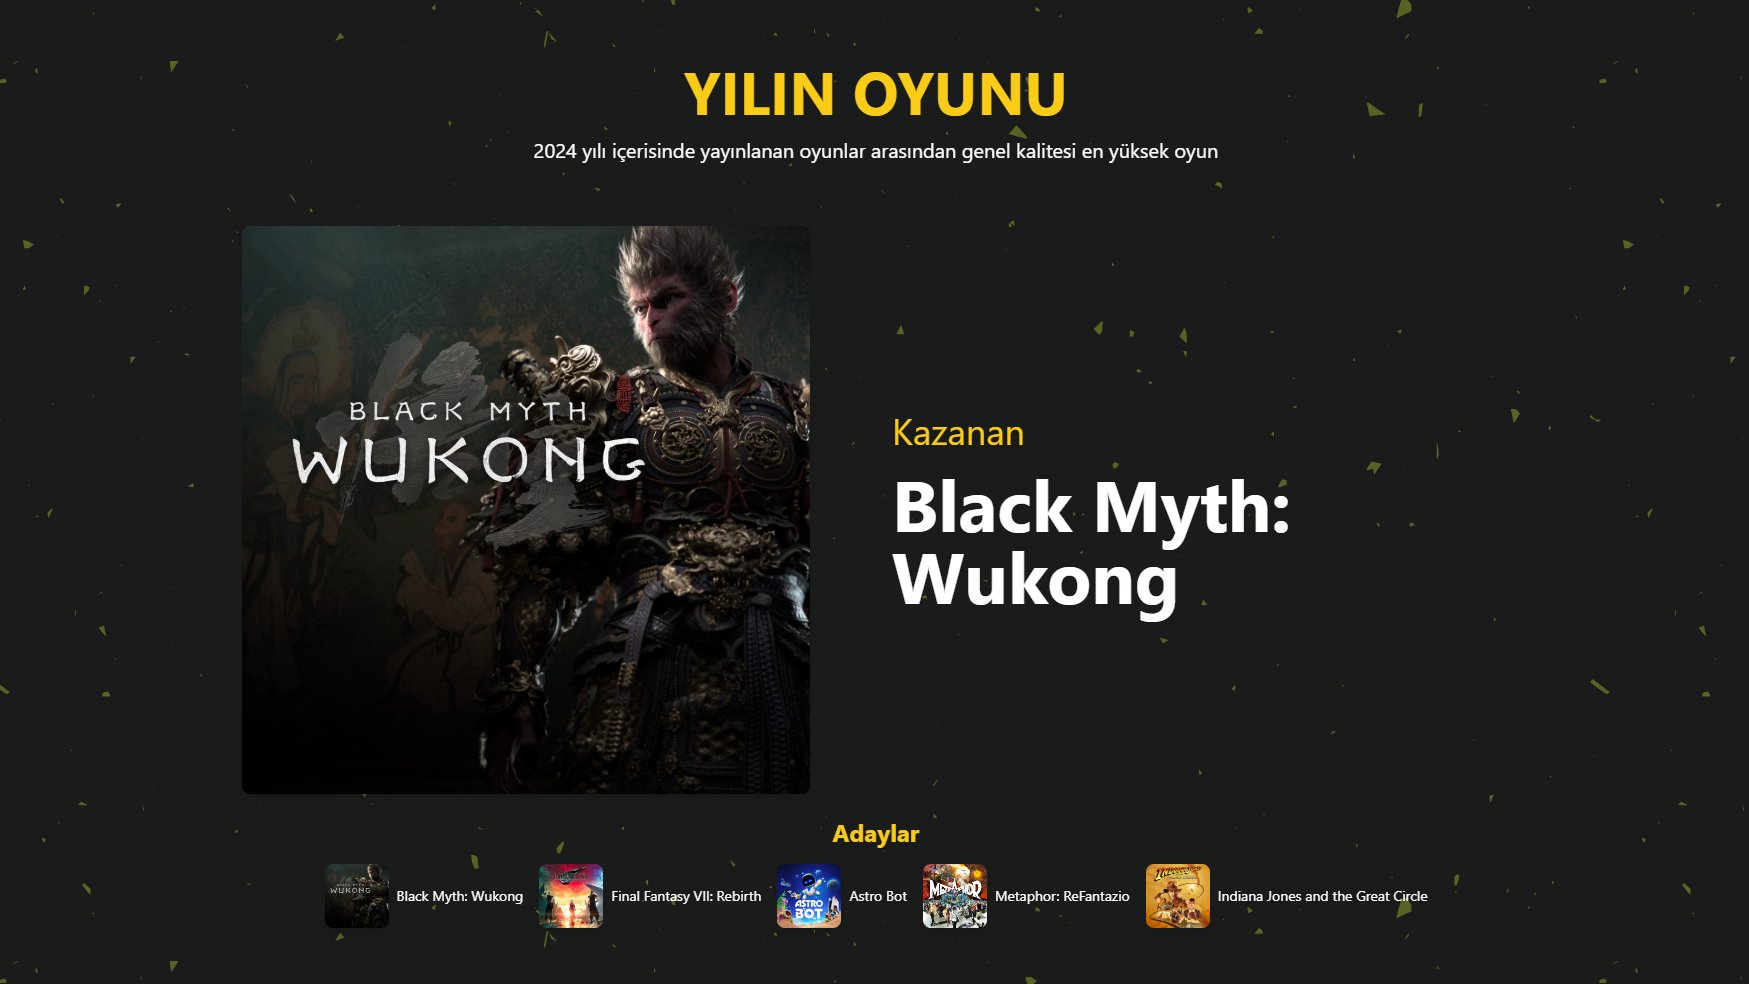 YILIN OYUNU
2024 yılı içerisinde yayınlanan oyunlar arasından genel kalitesi en yüksek oyun
BLACK MYTH
WUKONG
Kazanan
Black Myth:
Wukong
Adaylar
Black Myth: Wukong
Final Fantasy VII: Rebirth
ASTRO
BOT
Astro Bot
METAPHOR
Metaphor: ReFantazio
Indiana Jones and the Great Circle